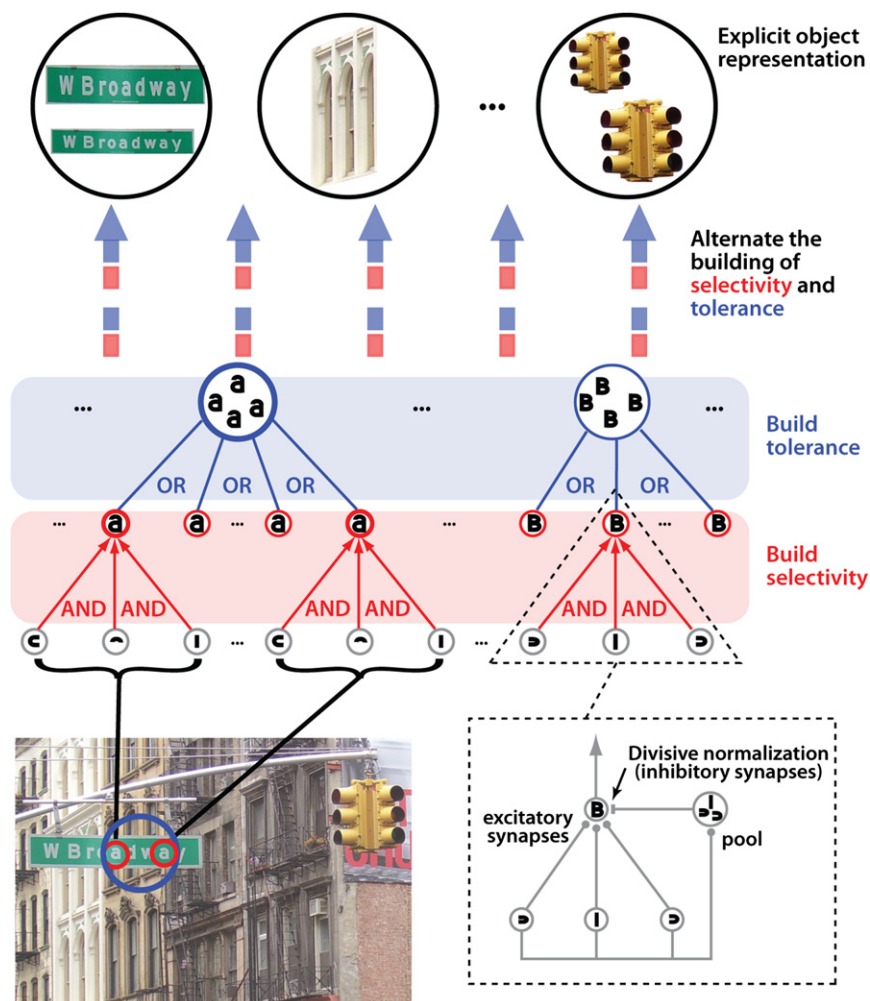 W Broadway
W Broadway
...
Explicit object
representation
Alternate the
building of
selectivity and
tolerance
... a a a a ... B B B B ...
Build
tolerance
OR OR OR OR OR
... a a ... a a ... B B ... B
Build
selectivity
AND AND AND AND AND AND
... ... ...
W Broadway
Divisive normalization
(inhibitory synapses)
excitatory
synapses
B
pool